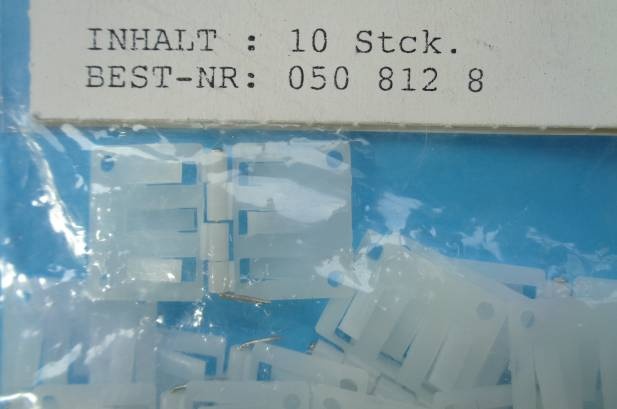 INHALT : 10 Stck.
BEST-NR: 050 812 8